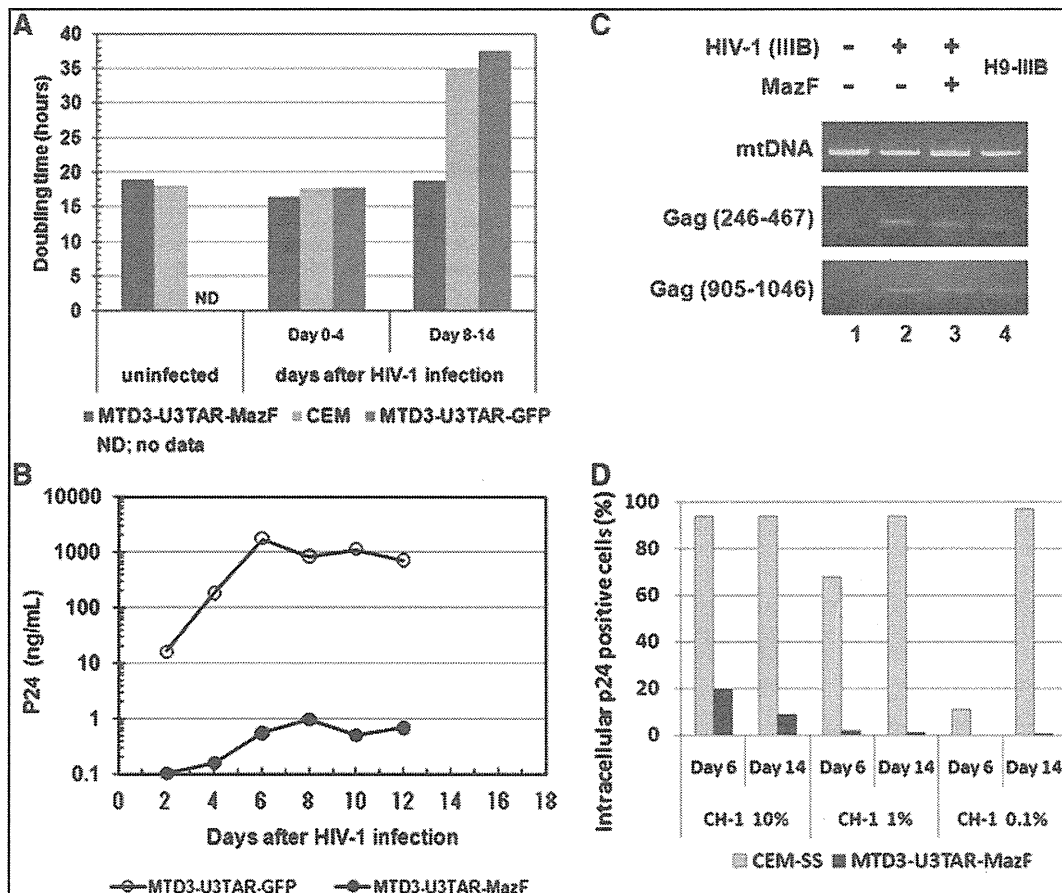 A
Doubling time (hours)
40
35
30
25
20
15
10
5
0
ND
Day 0-4
Day 8-14
uninfected
days after HIV-1 infection
MTD3-U3TAR-MazF CEM MTD3-U3TAR-GFP
ND; no data
B
P24 (ng/mL)
10000
1000
100
10
1
0.1
0 2 4 6 8 10 12 14 16 18
Days after HIV-1 infection
MTD3-U3TAR-GFP MTD3-U3TAR-MazF
C
HIV-1 (IIIB) - + +
H9-IIIB
MazF - - +
mtDNA
Gag (246-467)
Gag (905-1046)
1 2 3 4
D
Intracellular p24 positive cells (%)
100
80
60
40
20
0
Day 6 Day 14 Day 6 Day 14 Day 6 Day 14
CH-1 10% CH-1 1% CH-1 0.1%
CEM-SS MTD3-U3TAR-MazF